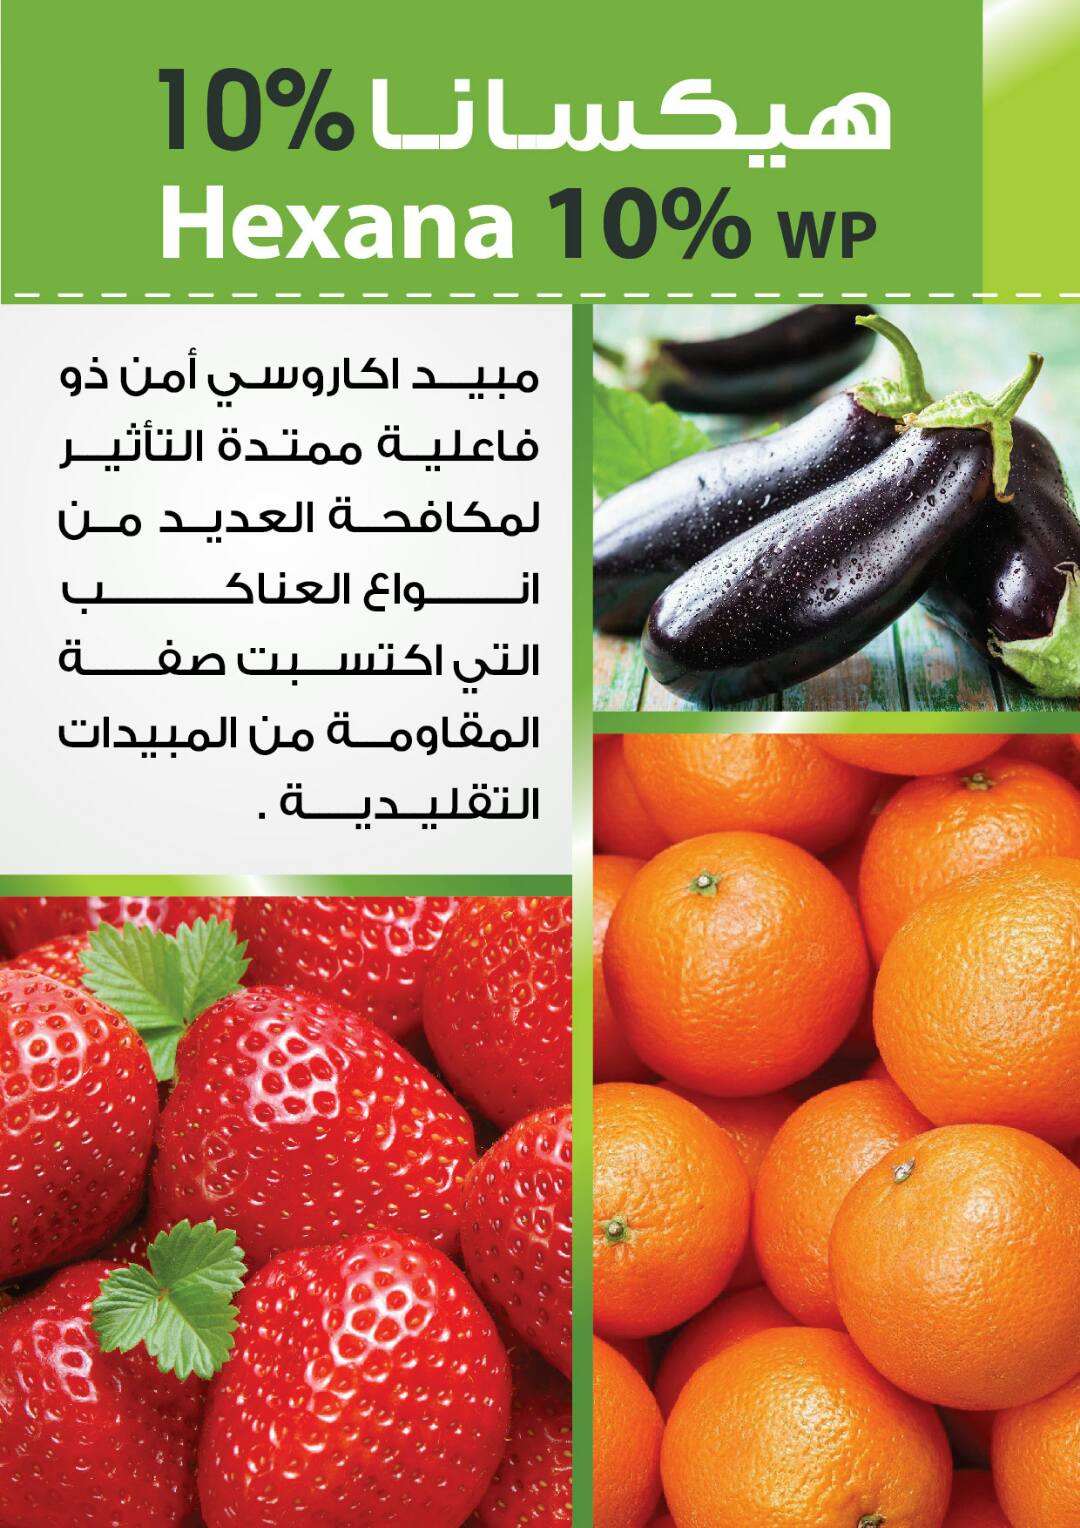 هيكسانا 10%
Hexana 10% WP
مبيد اكاروسي أمن ذو
فاعلية ممتدة التأثير
لمكافحة العديد من
انواع العناكب
التي اكتسبت صفة
المقاومة من المبيدات
التقليدية .